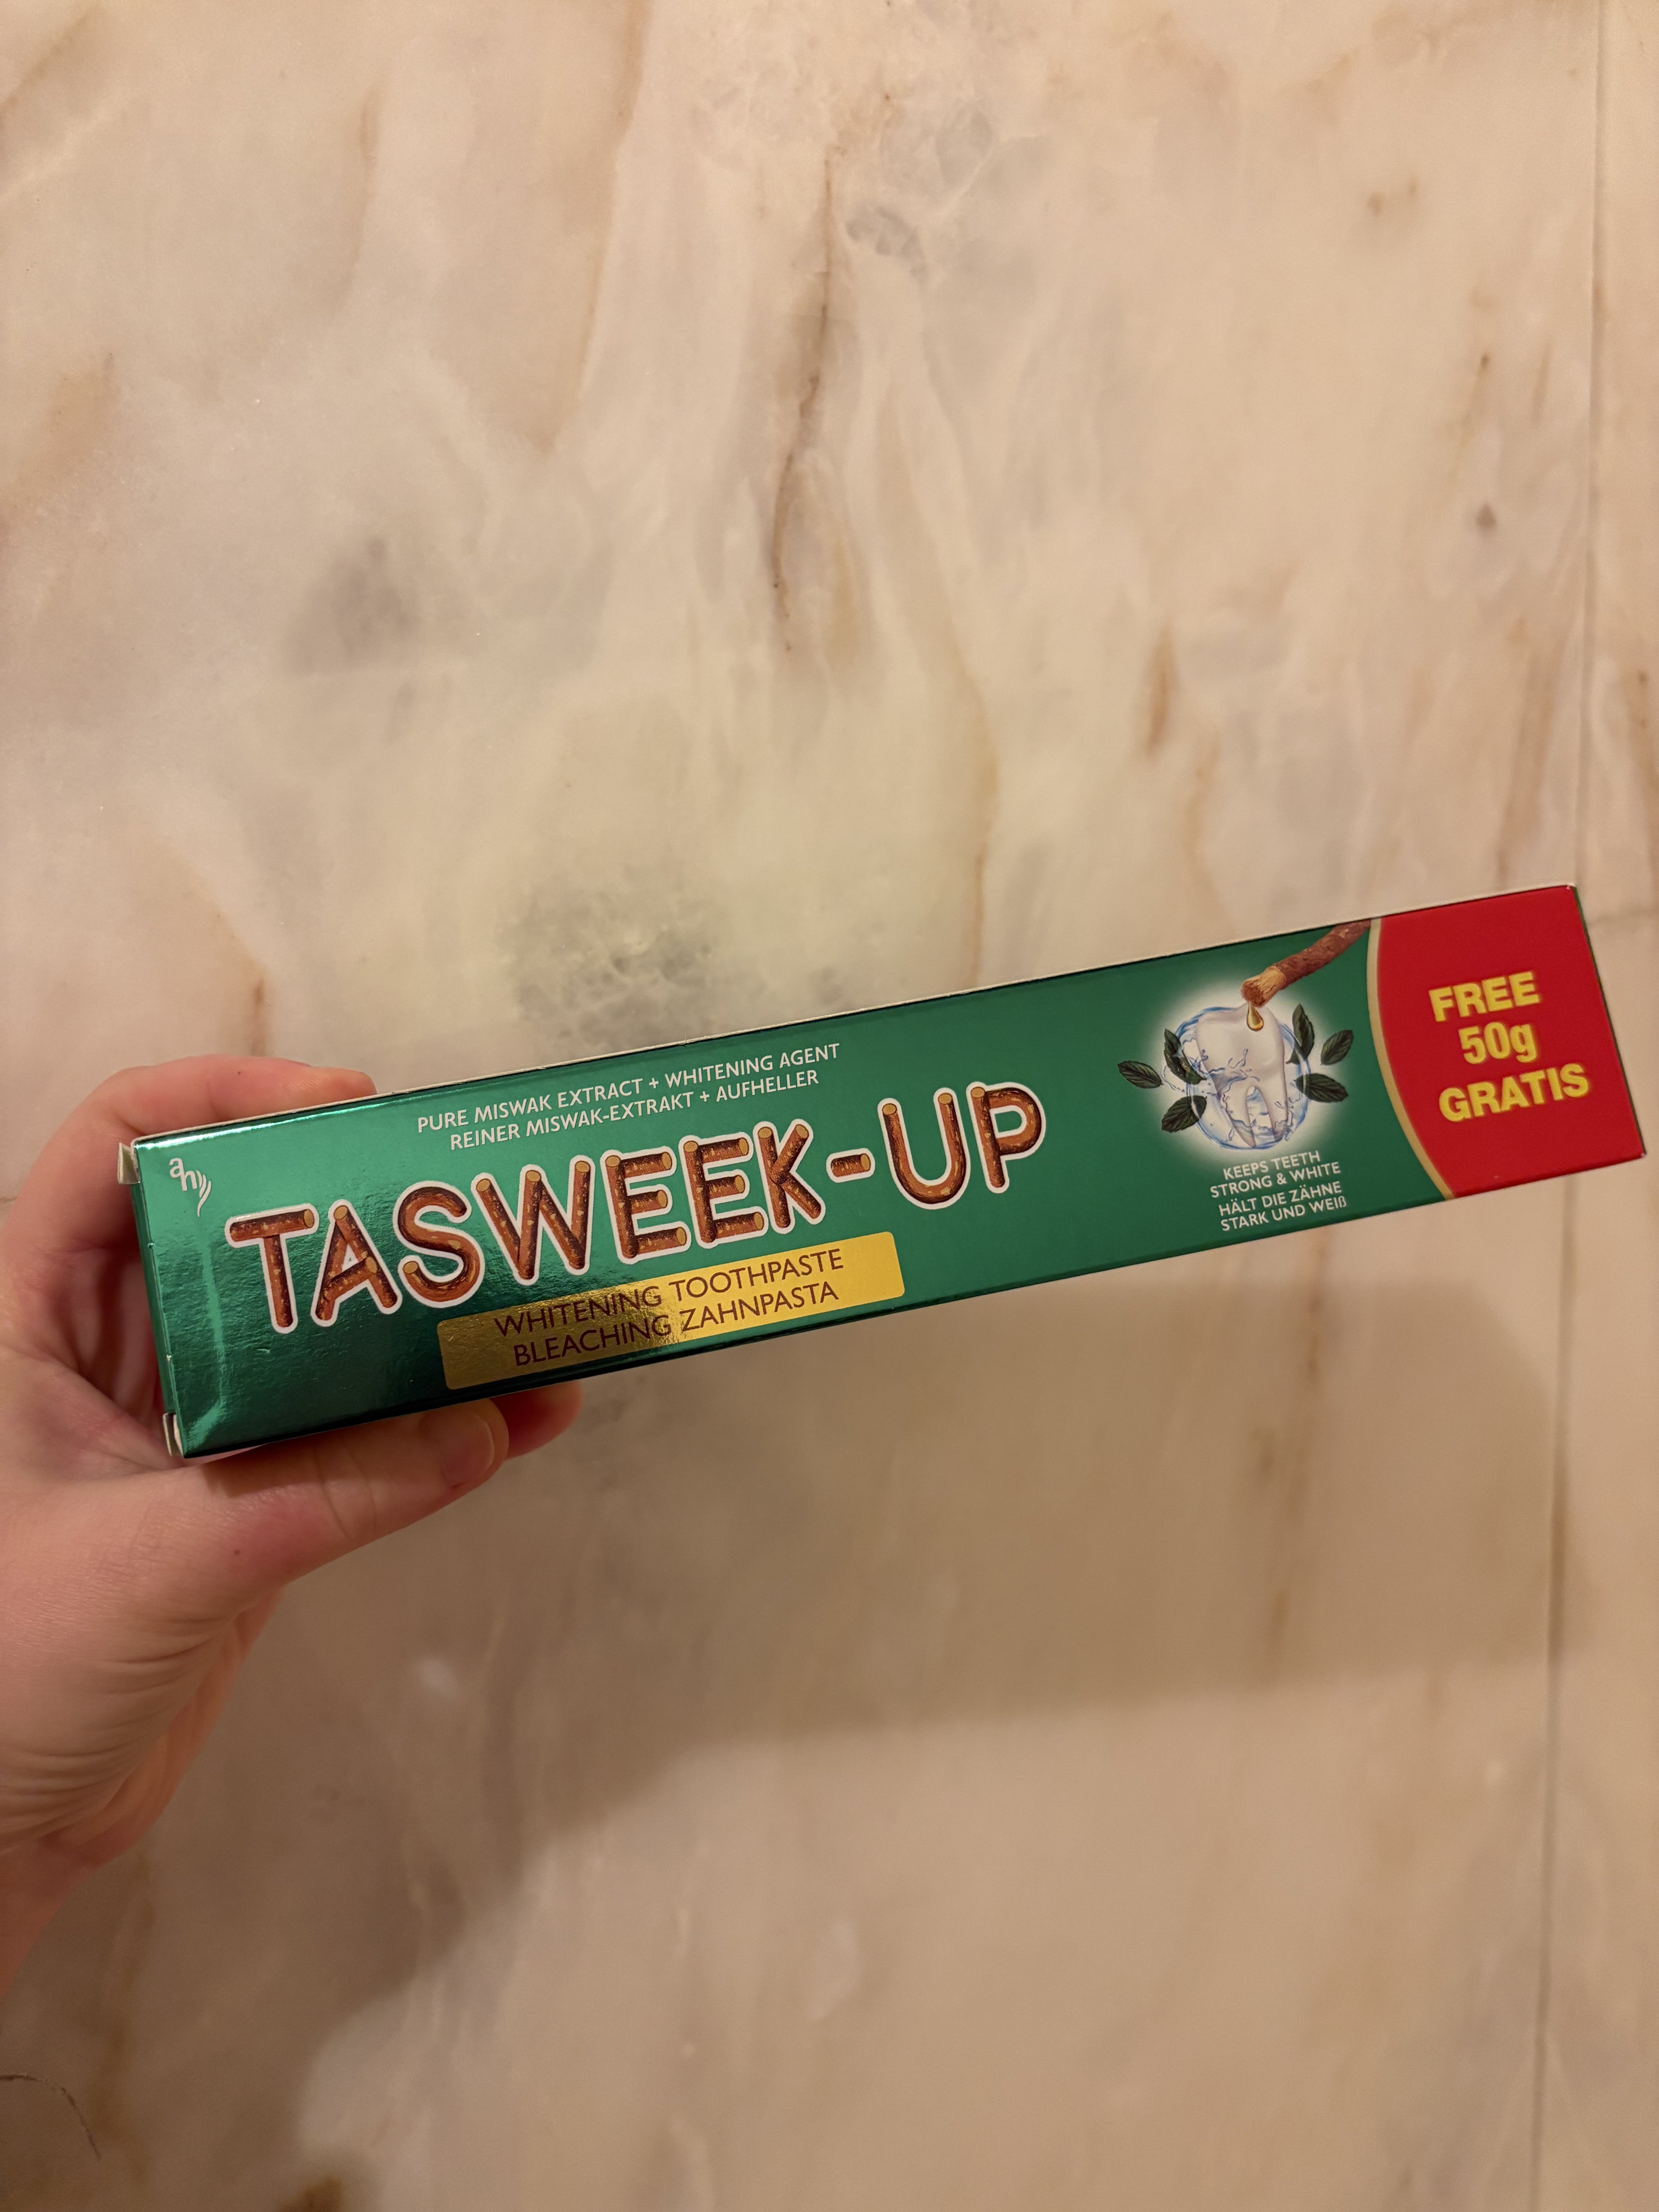 PURE MISWAK EXTRACT + WHITENING AGENT
REINER MISWAK-EXTRAKT + AUFHELLER
ah
TASWEEK-UP
WHITENING TOOTHPASTE
BLEACHING ZAHNPASTA
KEEPS TEETH
STRONG & WHITE
HÄLT DIE ZÄHNE
STARK UND WEIß
FREE
50g
GRATIS